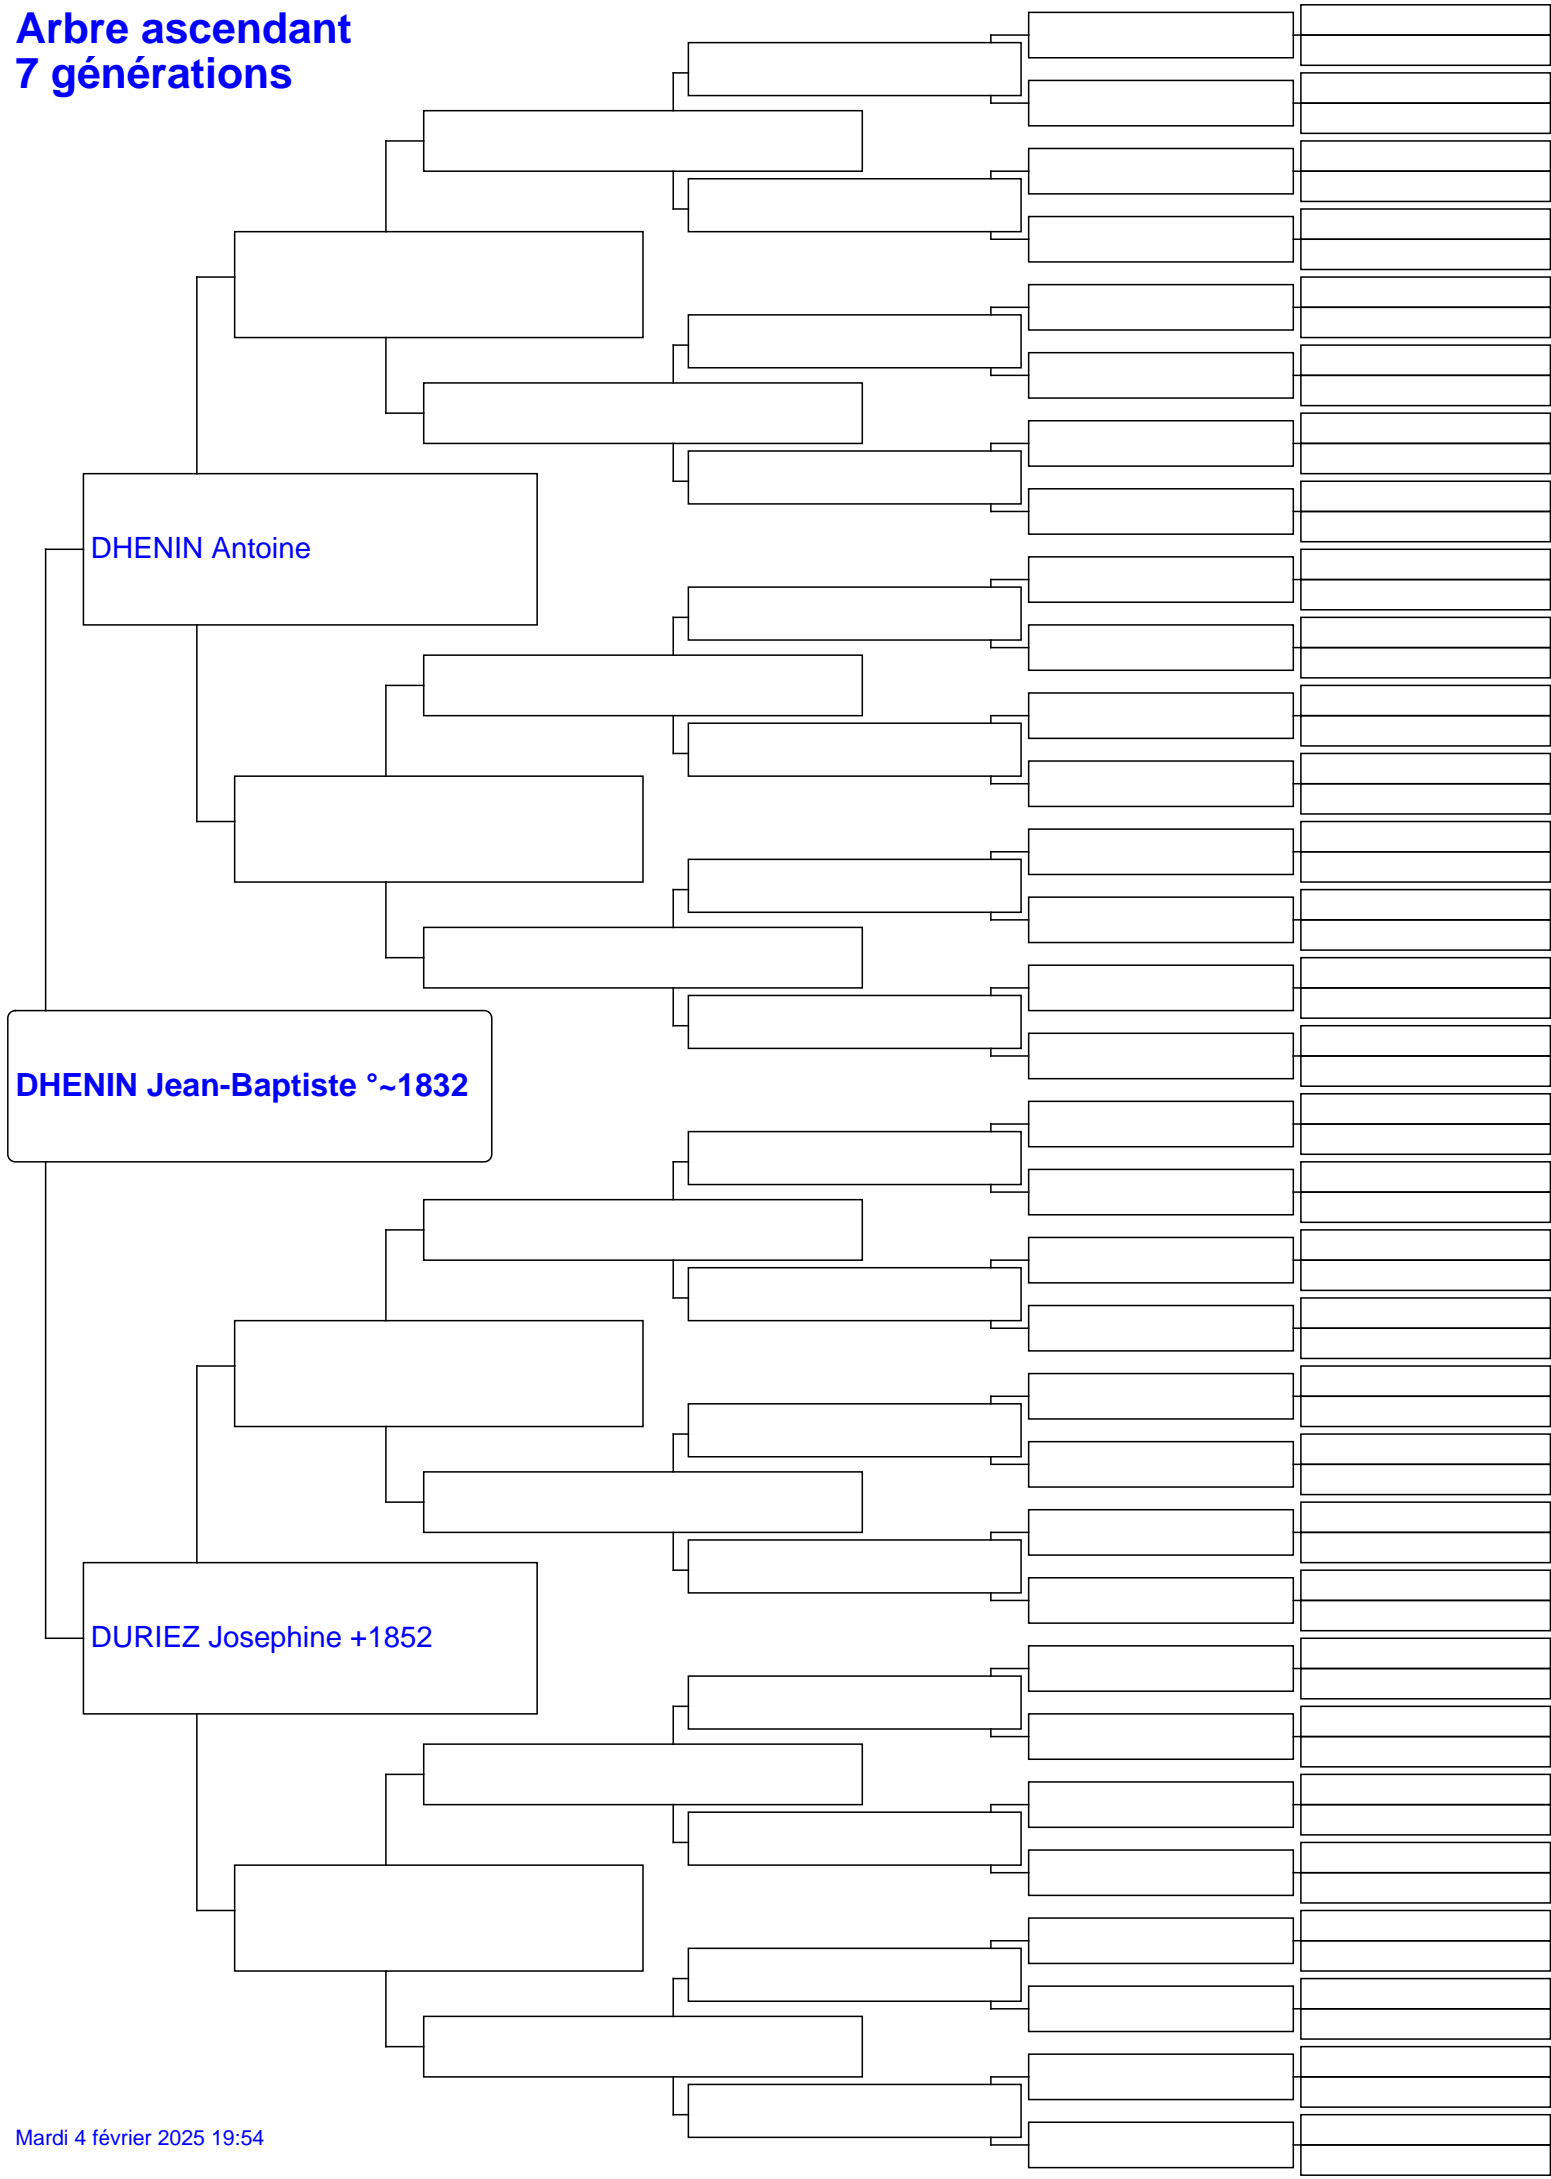 Arbre ascendant
7 générations
DHENIN Antoine
DHENIN Jean-Baptiste °~1832
DURIEZ Josephine +1852
Mardi 4 février 2025 19:54